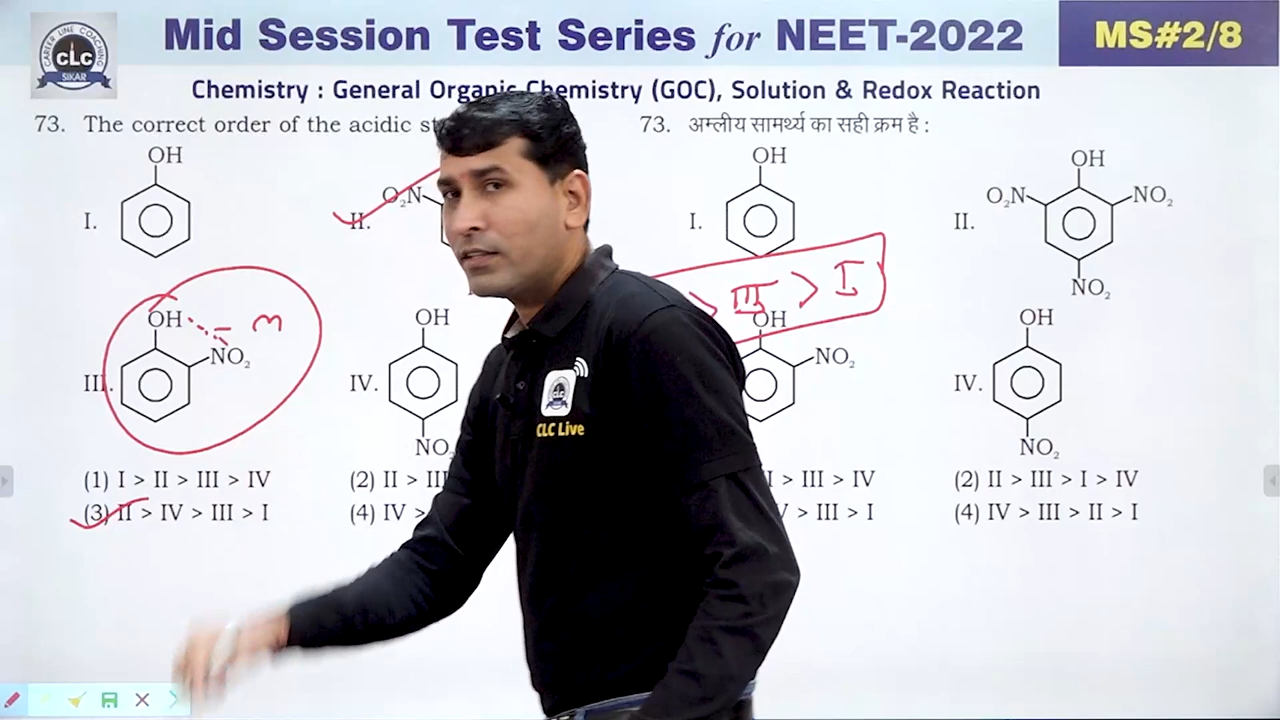 Mid Session Test Series for NEET-2022
MS#2/8
CAREER LINE COACHING
CLC
SIKAR
Chemistry : General Organic Chemistry (GOC), Solution & Redox Reaction
73. The correct order of the acidic
I.
OH
II.
O₂N
III.
OH
NO₂
m
IV.
OH
NO₂
(1) I > II > III > IV
(2) II > III
(3) II > IV > III > I
(4) IV >
73. अम्लीय सामर्थ्य का सही क्रम है :
I.
OH
II.
OH
O₂N
NO₂
NO₂
> III > I
OH
NO₂
IV.
OH
NO₂
> III > IV
(2) II > III > I > IV
> III > I
(4) IV > III > II > I
CLC
CLC Live